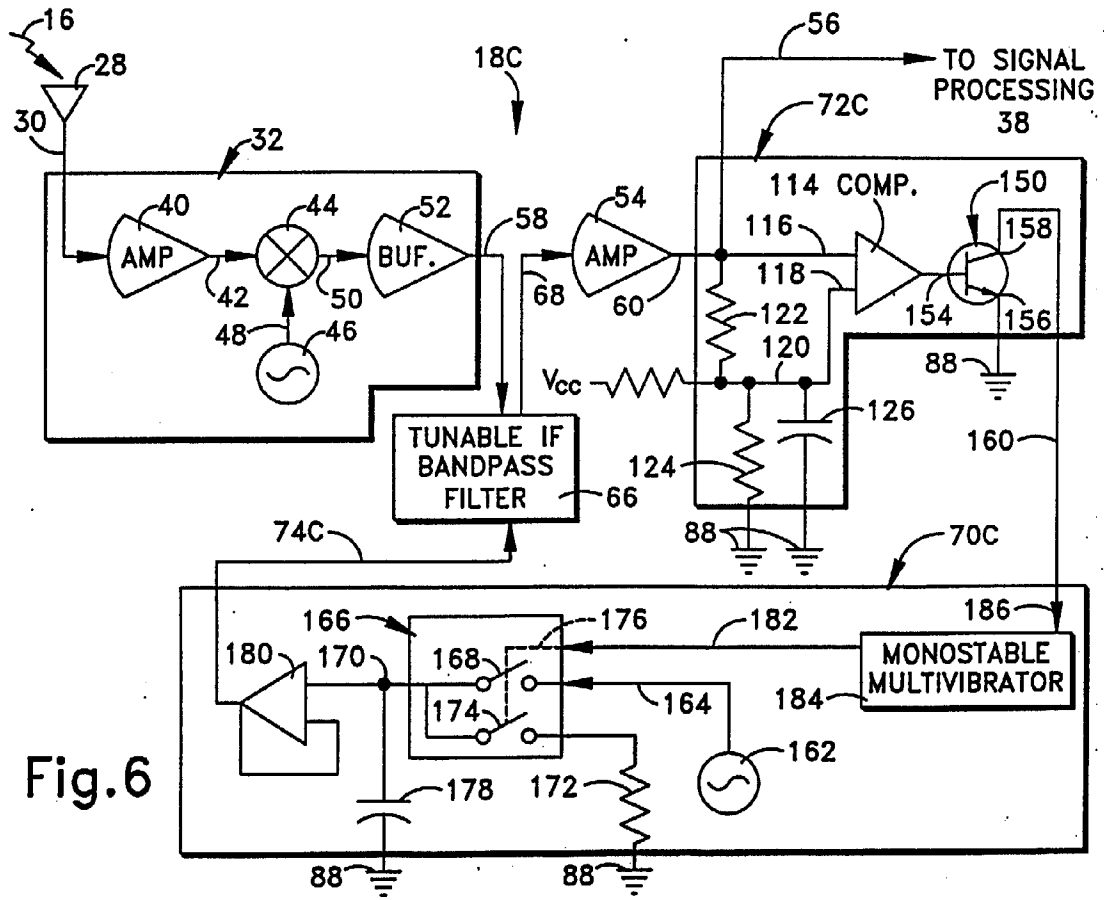 16
28
30
18C
56
TO SIGNAL
PROCESSING
38
72C
32
40
AMP
42
44
48
46
50
52
BUF.
58
68
54
AMP
60
114 COMP.
116
118
122
120
VCC
124
126
150
158
154
156
88
160
TUNABLE IF
BANDPASS
FILTER
66
88
74C
70C
166
176
182
186
MONOSTABLE
MULTIVIBRATOR
184
180
170
168
174
164
162
172
178
88
88
Fig.6